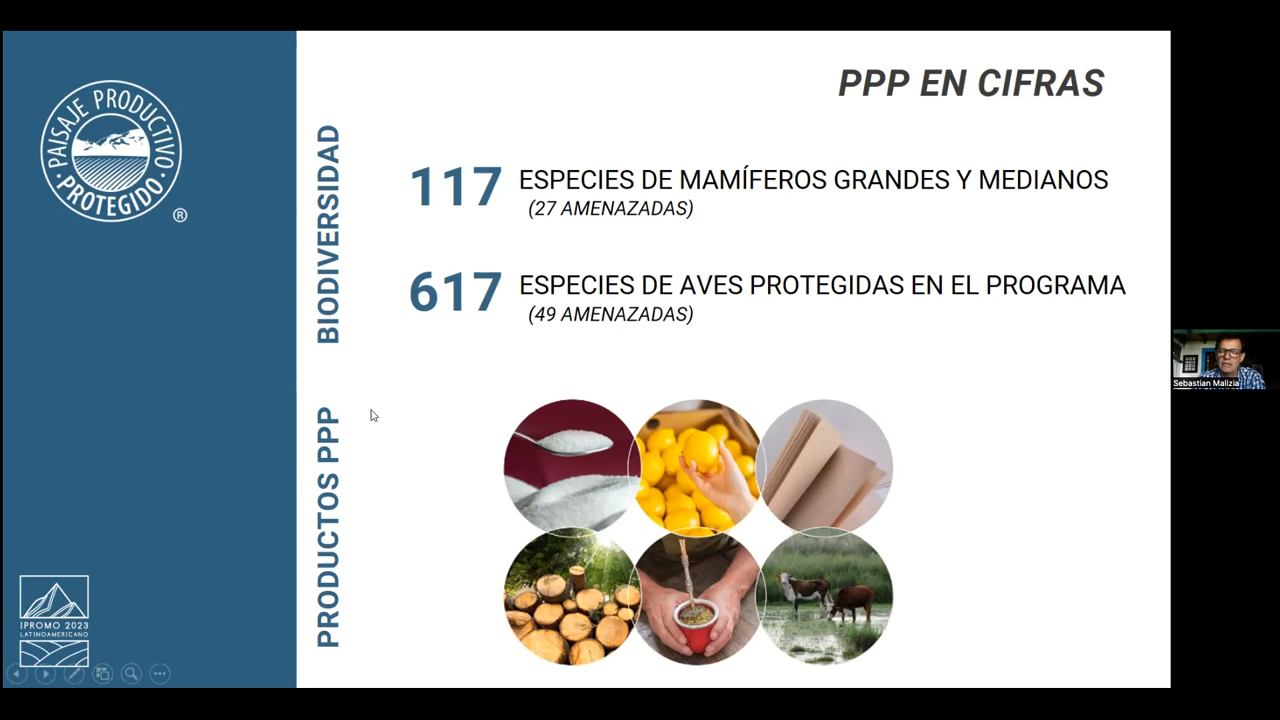 PAISAJE PRODUCTIVO
PROTEGIDO
®
PPP EN CIFRAS
BIODIVERSIDAD
117 ESPECIES DE MAMÍFEROS GRANDES Y MEDIANOS
(27 AMENAZADAS)
617 ESPECIES DE AVES PROTEGIDAS EN EL PROGRAMA
(49 AMENAZADAS)
PRODUCTOS PPP
IPROMO 2023
LATINOAMERICANO
Sebastian Malizia